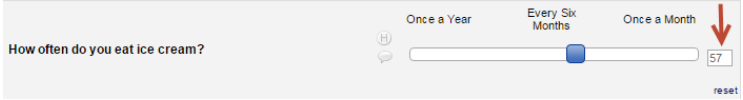 Once a Year
Every Six
Months
Once a Month
How often do you eat ice cream?
H
57
reset